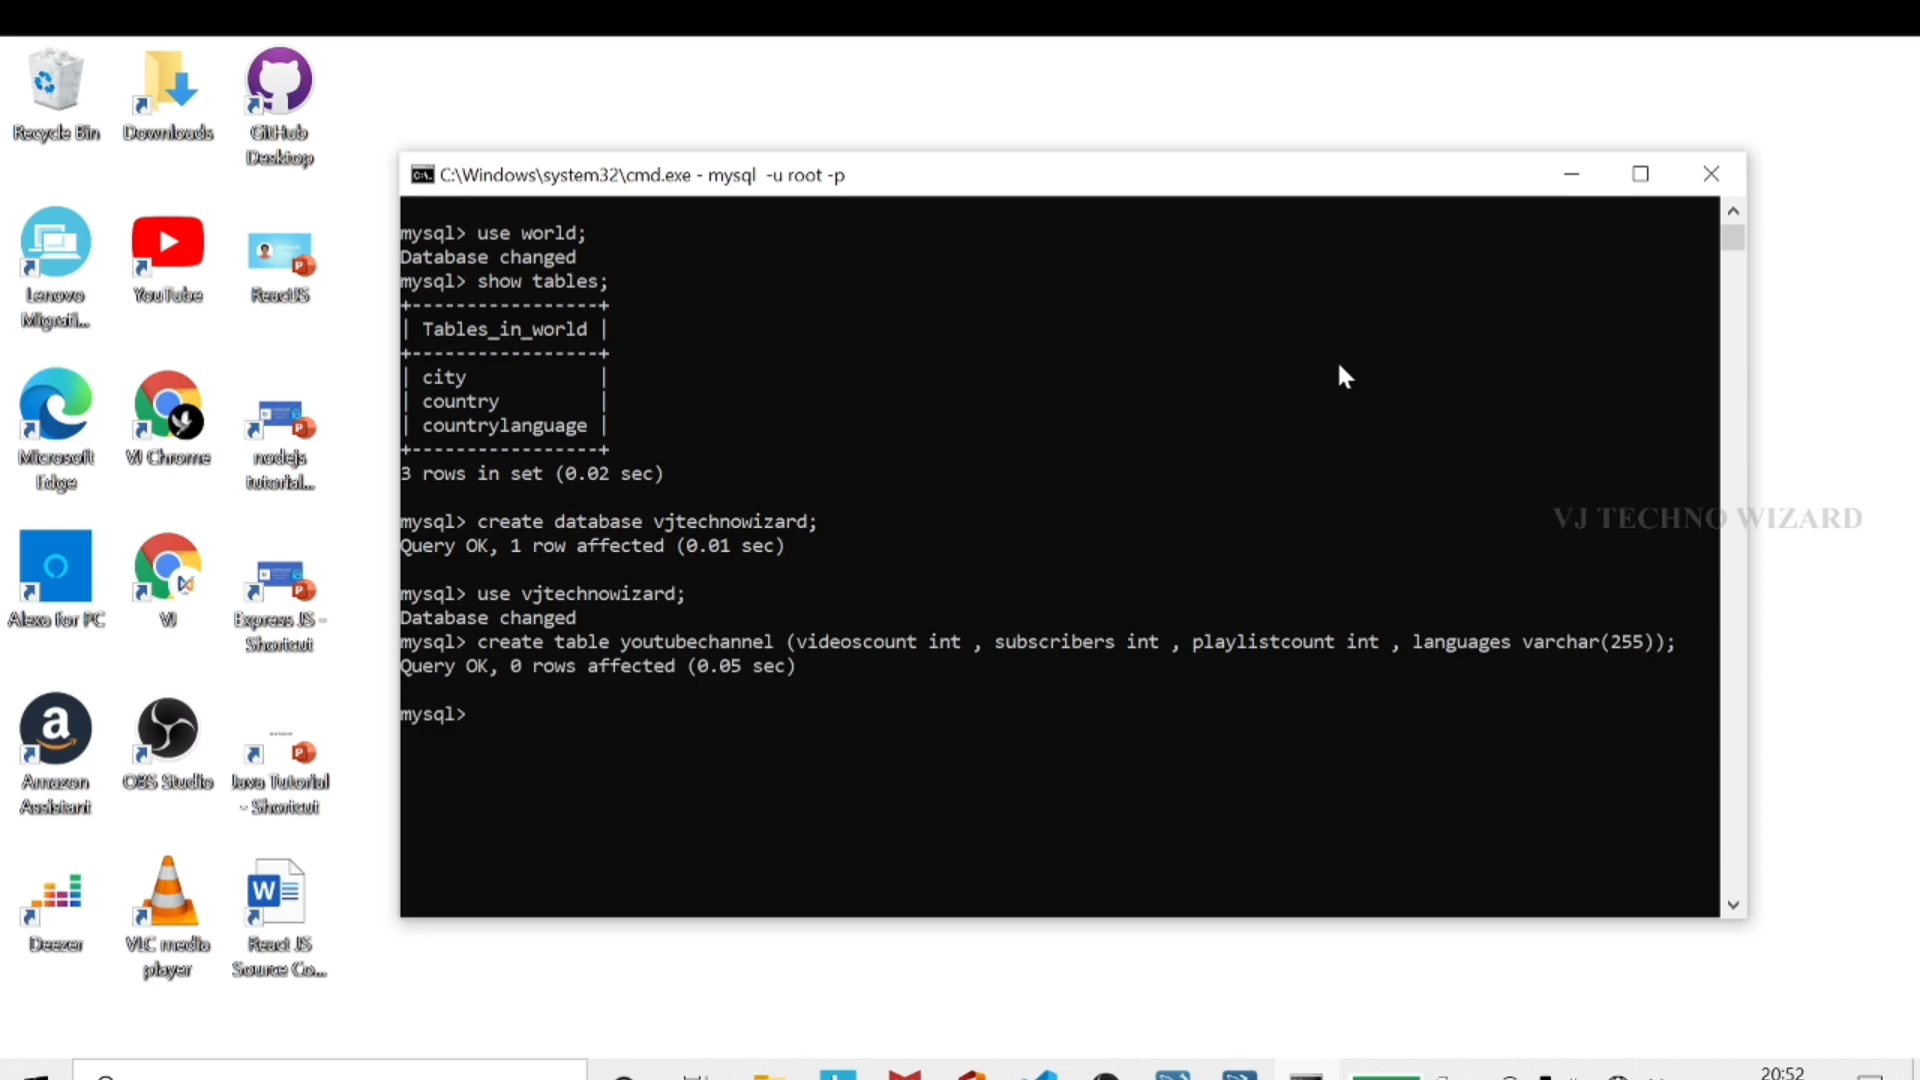 Recycle Bin
Downloads
GitHub
Desktop
Lenovo
Migrati...
YouTube
ReactJS
Microsoft
Edge
VJ Chrome
nodejs
tutorial...
Alexa for PC
VJ
Express JS -
Shortcut
Amazon
Assistant
OBS Studio
Java Tutorial
- Shortcut
Deezer
VLC media
player
React JS
Source Co...
C:\Windows\system32\cmd.exe - mysql  -u root -p
mysql> use world;
Database changed
mysql> show tables;
+-----------------+
| Tables_in_world |
+-----------------+
| city            |
| country         |
| countrylanguage |
+-----------------+
3 rows in set (0.02 sec)
mysql> create database vjtechnowizard;
Query OK, 1 row affected (0.01 sec)
mysql> use vjtechnowizard;
Database changed
mysql> create table youtubechannel (videoscount int , subscribers int , playlistcount int , languages varchar(255));
Query OK, 0 rows affected (0.05 sec)
mysql>
VJ TECHNO WIZARD
20:52